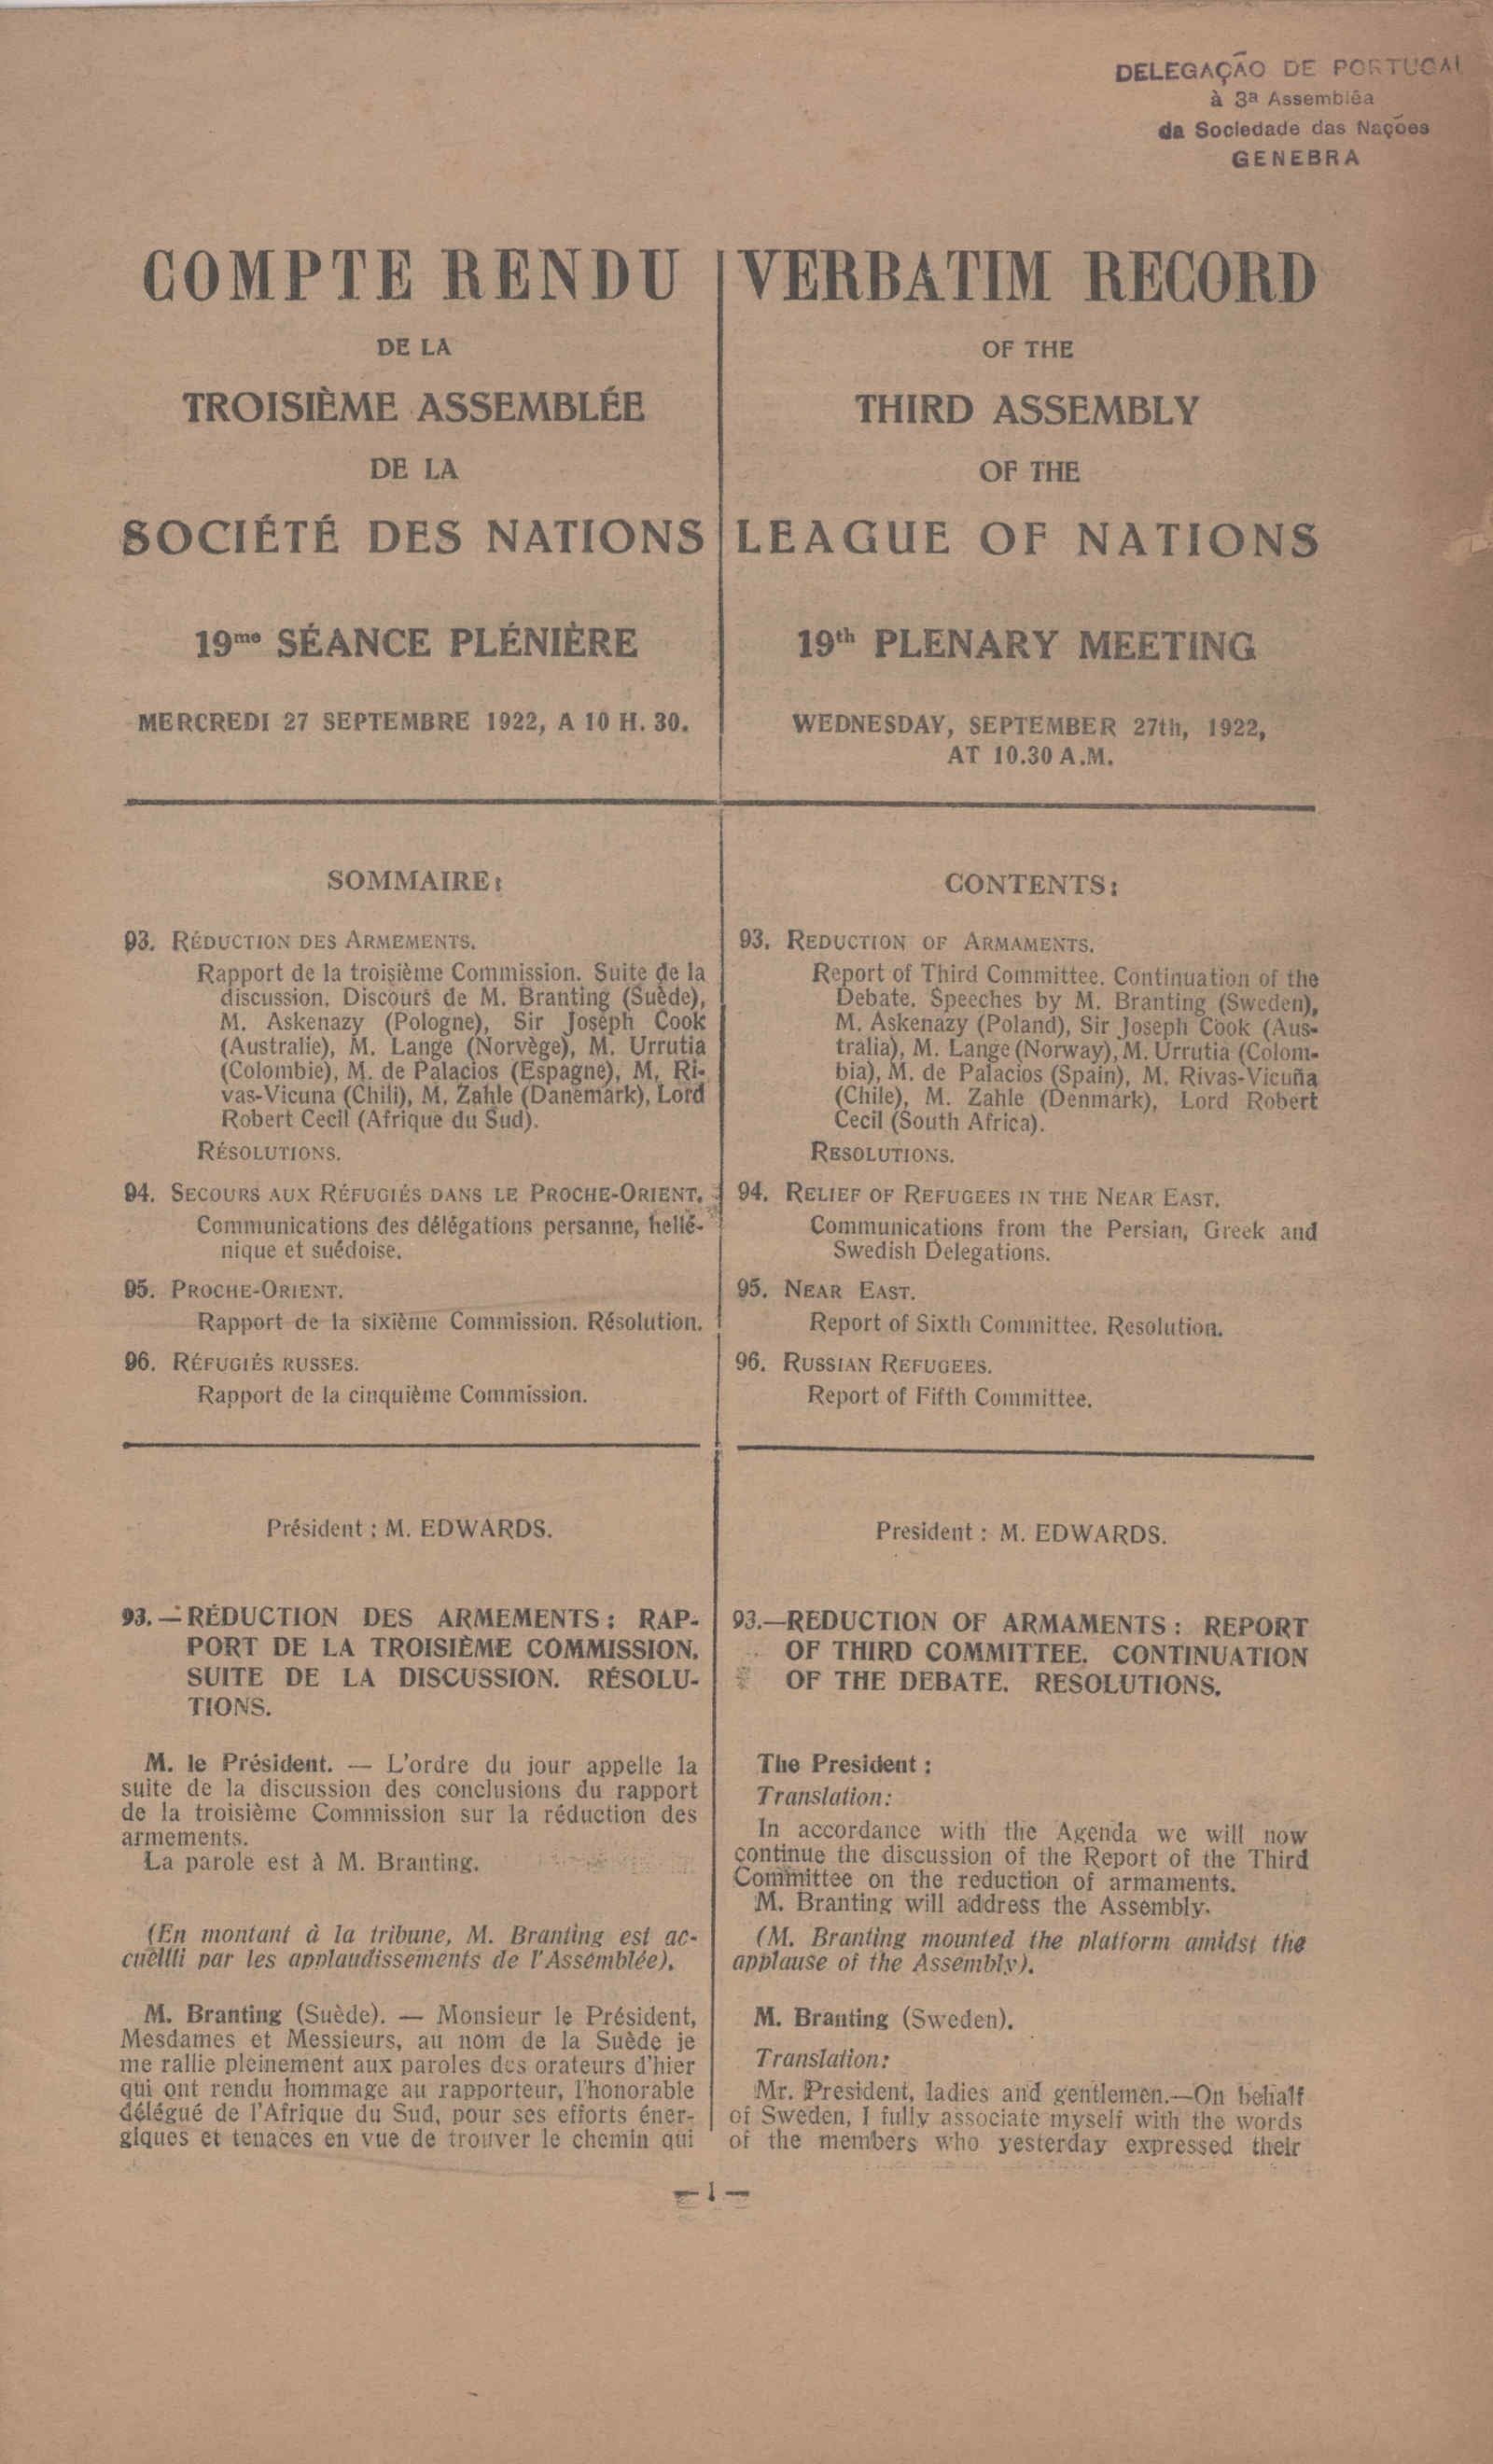 DELEGAÇÃO DE PORTUGAL
à 3ª Assemblêa
da Sociedade das Nações
GENEBRA
COMPTE RENDU
DE LA
TROISIÈME ASSEMBLÉE
DE LA
SOCIÉTÉ DES NATIONS
19me SÉANCE PLÉNIÈRE
MERCREDI 27 SEPTEMBRE 1922, A 10 H. 30.
VERBATIM RECORD
OF THE
THIRD ASSEMBLY
OF THE
LEAGUE OF NATIONS
19th PLENARY MEETING
WEDNESDAY, SEPTEMBER 27th, 1922,
AT 10.30 A.M.
SOMMAIRE:
93. RÉDUCTION DES ARMEMENTS.
Rapport de la troisième Commission. Suite de la
discussion. Discours de M. Branting (Suède),
M. Askenazy (Pologne), Sir Joseph Cook
(Australie), M. Lange (Norvège), M. Urrutia
(Colombie), M. de Palacios (Espagne), M. Ri-
vas-Vicuna (Chili), M. Zahle (Danemark), Lord
Robert Cecil (Afrique du Sud).
RÉSOLUTIONS.
94. SECOURS AUX RÉFUGIÉS DANS LE PROCHE-ORIENT.
Communications des délégations persanne, hellé-
nique et suédoise.
95. PROCHE-ORIENT.
Rapport de la sixième Commission. Résolution.
96. RÉFUGIÉS RUSSES.
Rapport de la cinquième Commission.
CONTENTS:
93. REDUCTION OF ARMAMENTS.
Report of Third Committee. Continuation of the
Debate. Speeches by M. Branting (Sweden),
M. Askenazy (Poland), Sir Joseph Cook (Aus-
tralia), M. Lange (Norway), M. Urrutia (Colom-
bia), M. de Palacios (Spain), M. Rivas-Vicuña
(Chile), M. Zahle (Denmark), Lord Robert
Cecil (South Africa).
RESOLUTIONS.
94. RELIEF OF REFUGEES IN THE NEAR EAST.
Communications from the Persian, Greek and
Swedish Delegations.
95. NEAR EAST.
Report of Sixth Committee. Resolution.
96. RUSSIAN REFUGEES.
Report of Fifth Committee.
Président : M. EDWARDS.
93. — RÉDUCTION DES ARMEMENTS : RAP-
PORT DE LA TROISIÈME COMMISSION.
SUITE DE LA DISCUSSION. RÉSOLU-
TIONS.
M. le Président. — L'ordre du jour appelle la
suite de la discussion des conclusions du rapport
de la troisième Commission sur la réduction des
armements.
La parole est à M. Branting.
(En montant à la tribune, M. Branting est ac-
cueilli par les applaudissements de l'Assemblée).
M. Branting (Suède). — Monsieur le Président,
Mesdames et Messieurs, au nom de la Suède je
me rallie pleinement aux paroles des orateurs d'hier
qui ont rendu hommage au rapporteur, l'honorable
délégué de l'Afrique du Sud, pour ses efforts éner-
giques et tenaces en vue de trouver le chemin qui
President : M. EDWARDS.
93.—REDUCTION OF ARMAMENTS : REPORT
OF THIRD COMMITTEE. CONTINUATION
OF THE DEBATE. RESOLUTIONS.
The President :
Translation:
In accordance with the Agenda we will now
continue the discussion of the Report of the Third
Committee on the reduction of armaments.
M. Branting will address the Assembly.
(M. Branting mounted the platform amidst the
applause of the Assembly).
M. Branting (Sweden).
Translation:
Mr. President, ladies and gentlemen.—On behalf
of Sweden, I fully associate myself with the words
of the members who yesterday expressed their
— 1 —